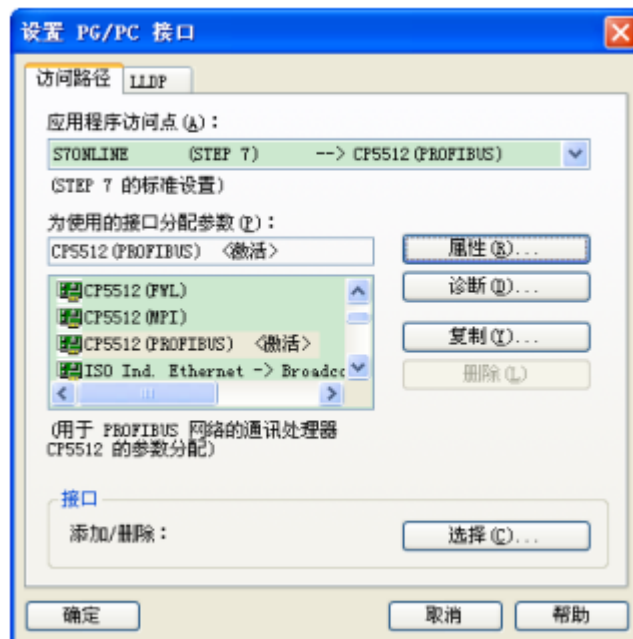 设置 PG/PC 接口
访问路径 LLDP
应用程序访问点(A):
S7ONLINE (STEP 7) --> CP5512(PROFIBUS)
(STEP 7 的标准设置)
为使用的接口分配参数(P):
CP5512(PROFIBUS) <激活>
属性(R)...
CP5512(FWL)
诊断(D)...
CP5512(MPI)
CP5512(PROFIBUS) <激活>
复制(Y)...
ISO Ind. Ethernet -> Broadcc
删除(L)
(用于 PROFIBUS 网络的通讯处理器
CP5512 的参数分配)
接口
添加/删除:
选择(C)...
确定 取消 帮助